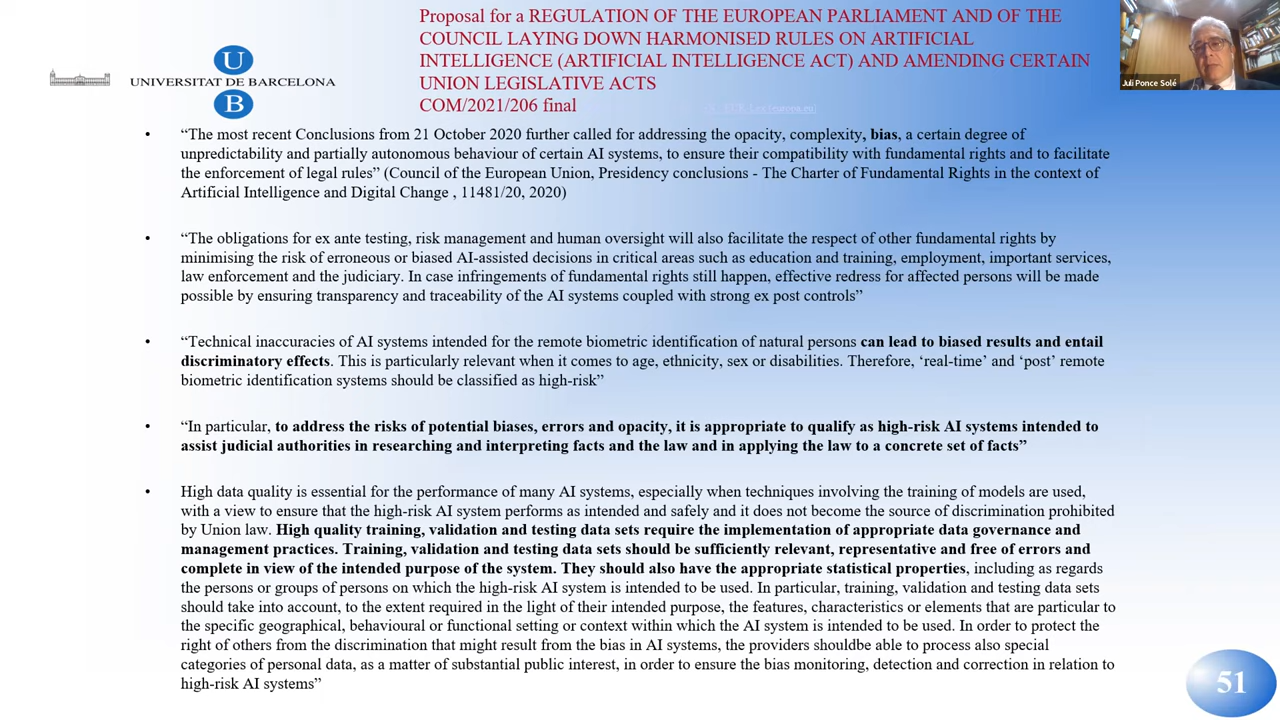 Proposal for a REGULATION OF THE EUROPEAN PARLIAMENT AND OF THE
COUNCIL LAYING DOWN HARMONISED RULES ON ARTIFICIAL
INTELLIGENCE (ARTIFICIAL INTELLIGENCE ACT) AND AMENDING CERTAIN
UNION LEGISLATIVE ACTS
COM/2021/206 final
U
UNIVERSITAT DE BARCELONA
B
Juli Ponce Solé
• “The most recent Conclusions from 21 October 2020 further called for addressing the opacity, complexity, bias, a certain degree of
unpredictability and partially autonomous behaviour of certain AI systems, to ensure their compatibility with fundamental rights and to facilitate
the enforcement of legal rules” (Council of the European Union, Presidency conclusions - The Charter of Fundamental Rights in the context of
Artificial Intelligence and Digital Change , 11481/20, 2020)
• “The obligations for ex ante testing, risk management and human oversight will also facilitate the respect of other fundamental rights by
minimising the risk of erroneous or biased AI-assisted decisions in critical areas such as education and training, employment, important services,
law enforcement and the judiciary. In case infringements of fundamental rights still happen, effective redress for affected persons will be made
possible by ensuring transparency and traceability of the AI systems coupled with strong ex post controls”
• “Technical inaccuracies of AI systems intended for the remote biometric identification of natural persons can lead to biased results and entail
discriminatory effects. This is particularly relevant when it comes to age, ethnicity, sex or disabilities. Therefore, ‘real-time’ and ‘post’ remote
biometric identification systems should be classified as high-risk”
• “In particular, to address the risks of potential biases, errors and opacity, it is appropriate to qualify as high-risk AI systems intended to
assist judicial authorities in researching and interpreting facts and the law and in applying the law to a concrete set of facts”
• High data quality is essential for the performance of many AI systems, especially when techniques involving the training of models are used,
with a view to ensure that the high-risk AI system performs as intended and safely and it does not become the source of discrimination prohibited
by Union law. High quality training, validation and testing data sets require the implementation of appropriate data governance and
management practices. Training, validation and testing data sets should be sufficiently relevant, representative and free of errors and
complete in view of the intended purpose of the system. They should also have the appropriate statistical properties, including as regards
the persons or groups of persons on which the high-risk AI system is intended to be used. In particular, training, validation and testing data sets
should take into account, to the extent required in the light of their intended purpose, the features, characteristics or elements that are particular to
the specific geographical, behavioural or functional setting or context within which the AI system is intended to be used. In order to protect the
right of others from the discrimination that might result from the bias in AI systems, the providers shouldbe able to process also special
categories of personal data, as a matter of substantial public interest, in order to ensure the bias monitoring, detection and correction in relation to
high-risk AI systems”
51